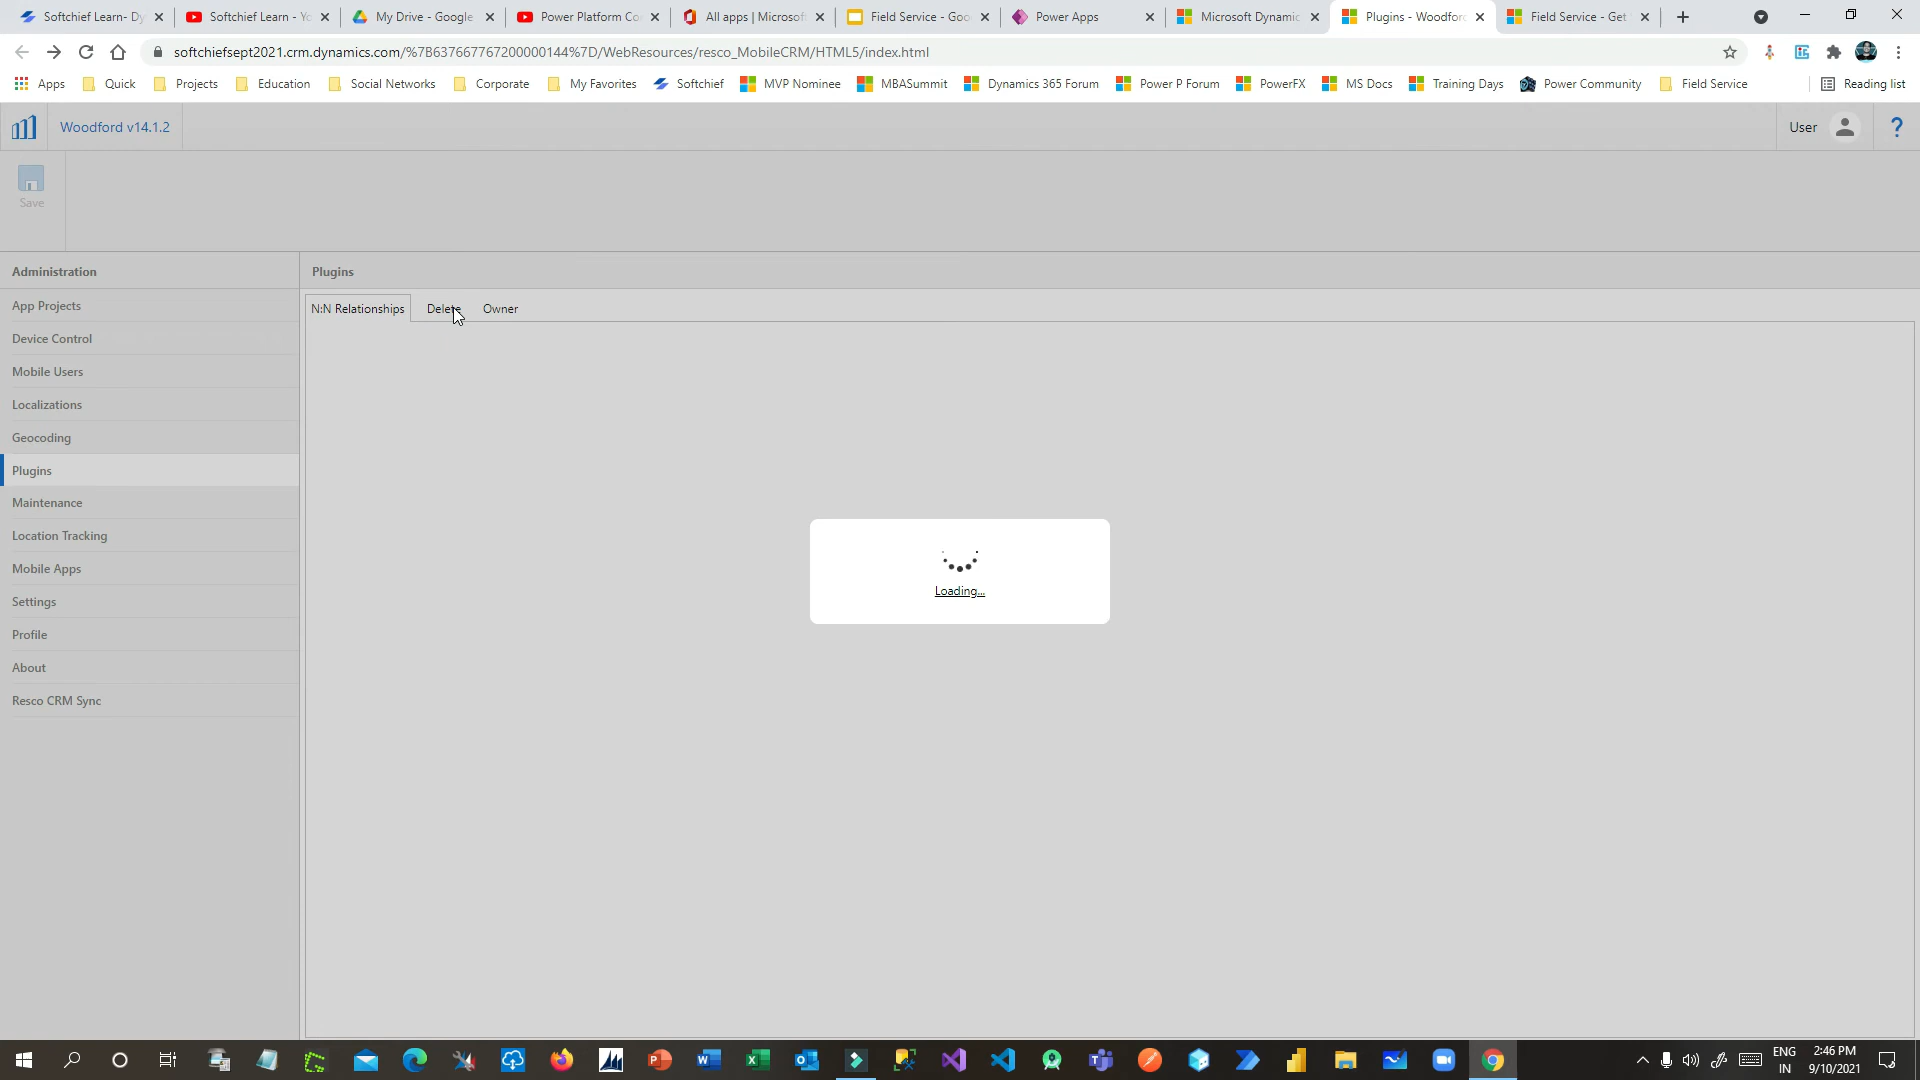 Softchief Learn- Dy
Softchief Learn - Yo
My Drive - Google
Power Platform Co
All apps | Microsof
Field Service - Goo
Power Apps
Microsoft Dynamic
Plugins - Woodford
Field Service - Get
softchiefsept2021.crm.dynamics.com/%7B637667767200000144%7D/WebResources/resco_MobileCRM/HTML5/index.html
Apps
Quick
Projects
Education
Social Networks
Corporate
My Favorites
Softchief
MVP Nominee
MBASummit
Dynamics 365 Forum
Power P Forum
PowerFX
MS Docs
Training Days
Power Community
Field Service
Reading list
Woodford v14.1.2
User
?
Save
Administration
Plugins
App Projects
N:N Relationships
Delete
Owner
Device Control
Mobile Users
Localizations
Geocoding
Plugins
Maintenance
Location Tracking
Mobile Apps
Settings
Profile
About
Resco CRM Sync
Loading...
ENG
IN
2:46 PM
9/10/2021